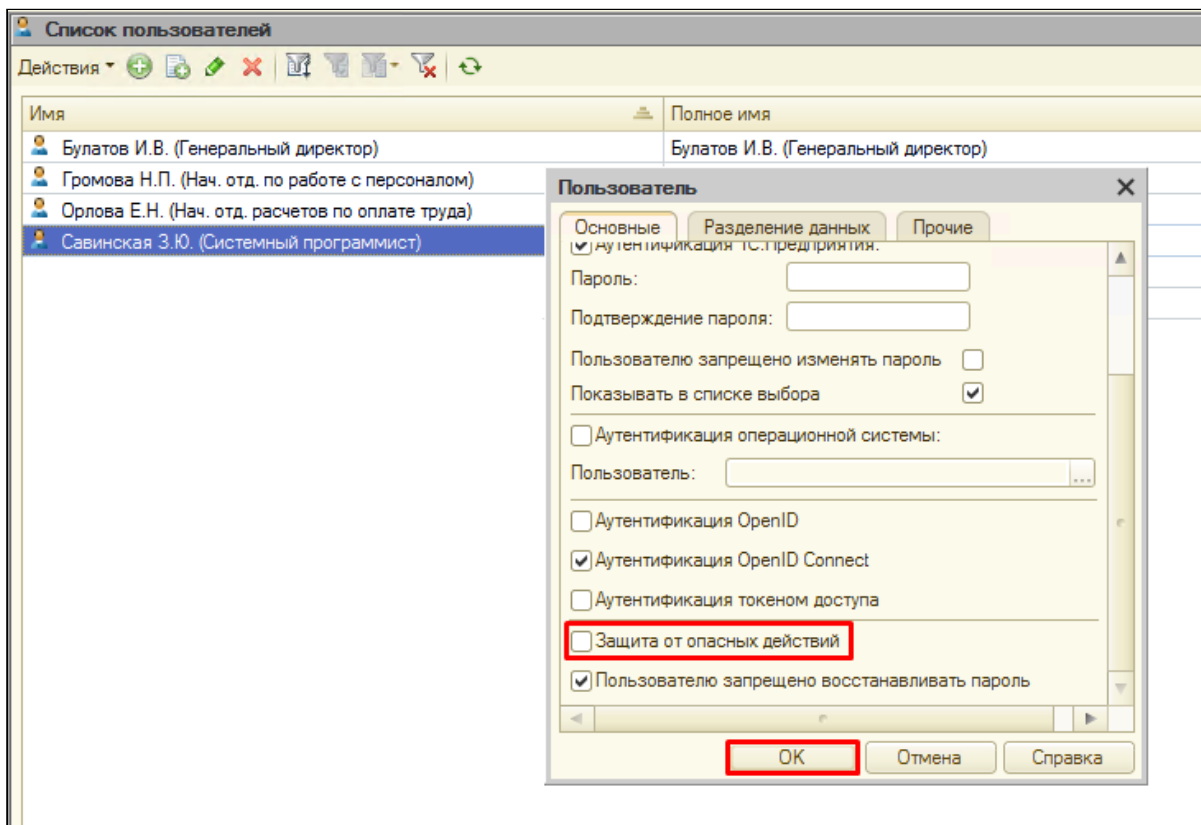 Список пользователей
Действия
Имя Полное имя
Булатов И.В. (Генеральный директор) Булатов И.В. (Генеральный директор)
Громова Н.П. (Нач. отд. по работе с персоналом)
Орлова Е.Н. (Нач. отд. расчетов по оплате труда)
Савинская З.Ю. (Системный программист)
Пользователь
Основные Разделение данных Прочие
Аутентификация 1С:Предприятия:
Пароль:
Подтверждение пароля:
Пользователю запрещено изменять пароль
Показывать в списке выбора
Аутентификация операционной системы:
Пользователь: ...
Аутентификация OpenID
Аутентификация OpenID Connect
Аутентификация токеном доступа
Защита от опасных действий
Пользователю запрещено восстанавливать пароль
OK Отмена Справка